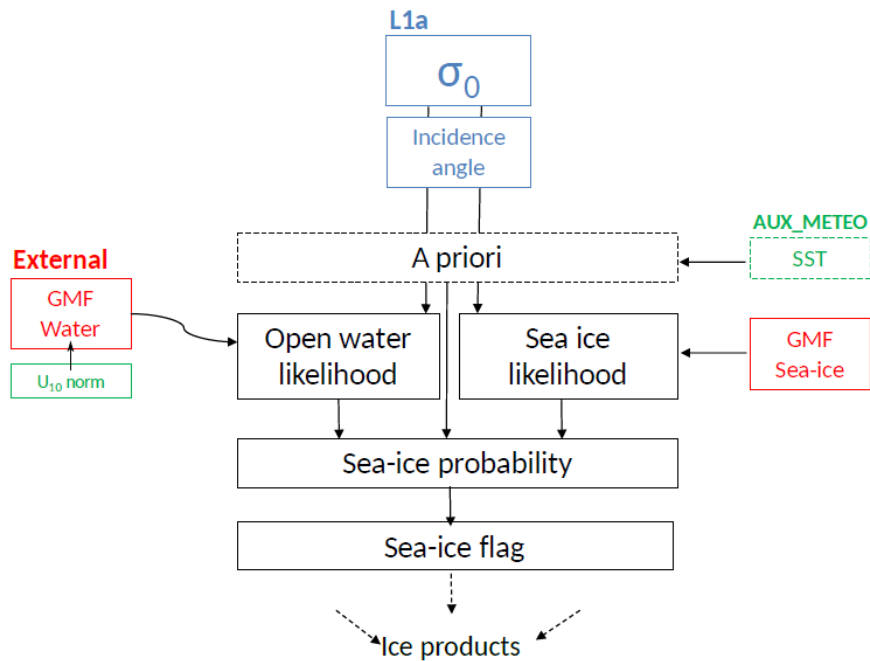 L1a
σ₀
Incidence
angle
AUX_METEO
A priori
SST
External
GMF
Water
Open water
likelihood
Sea ice
likelihood
GMF
Sea-ice
U₁₀ norm
Sea-ice probability
Sea-ice flag
Ice products